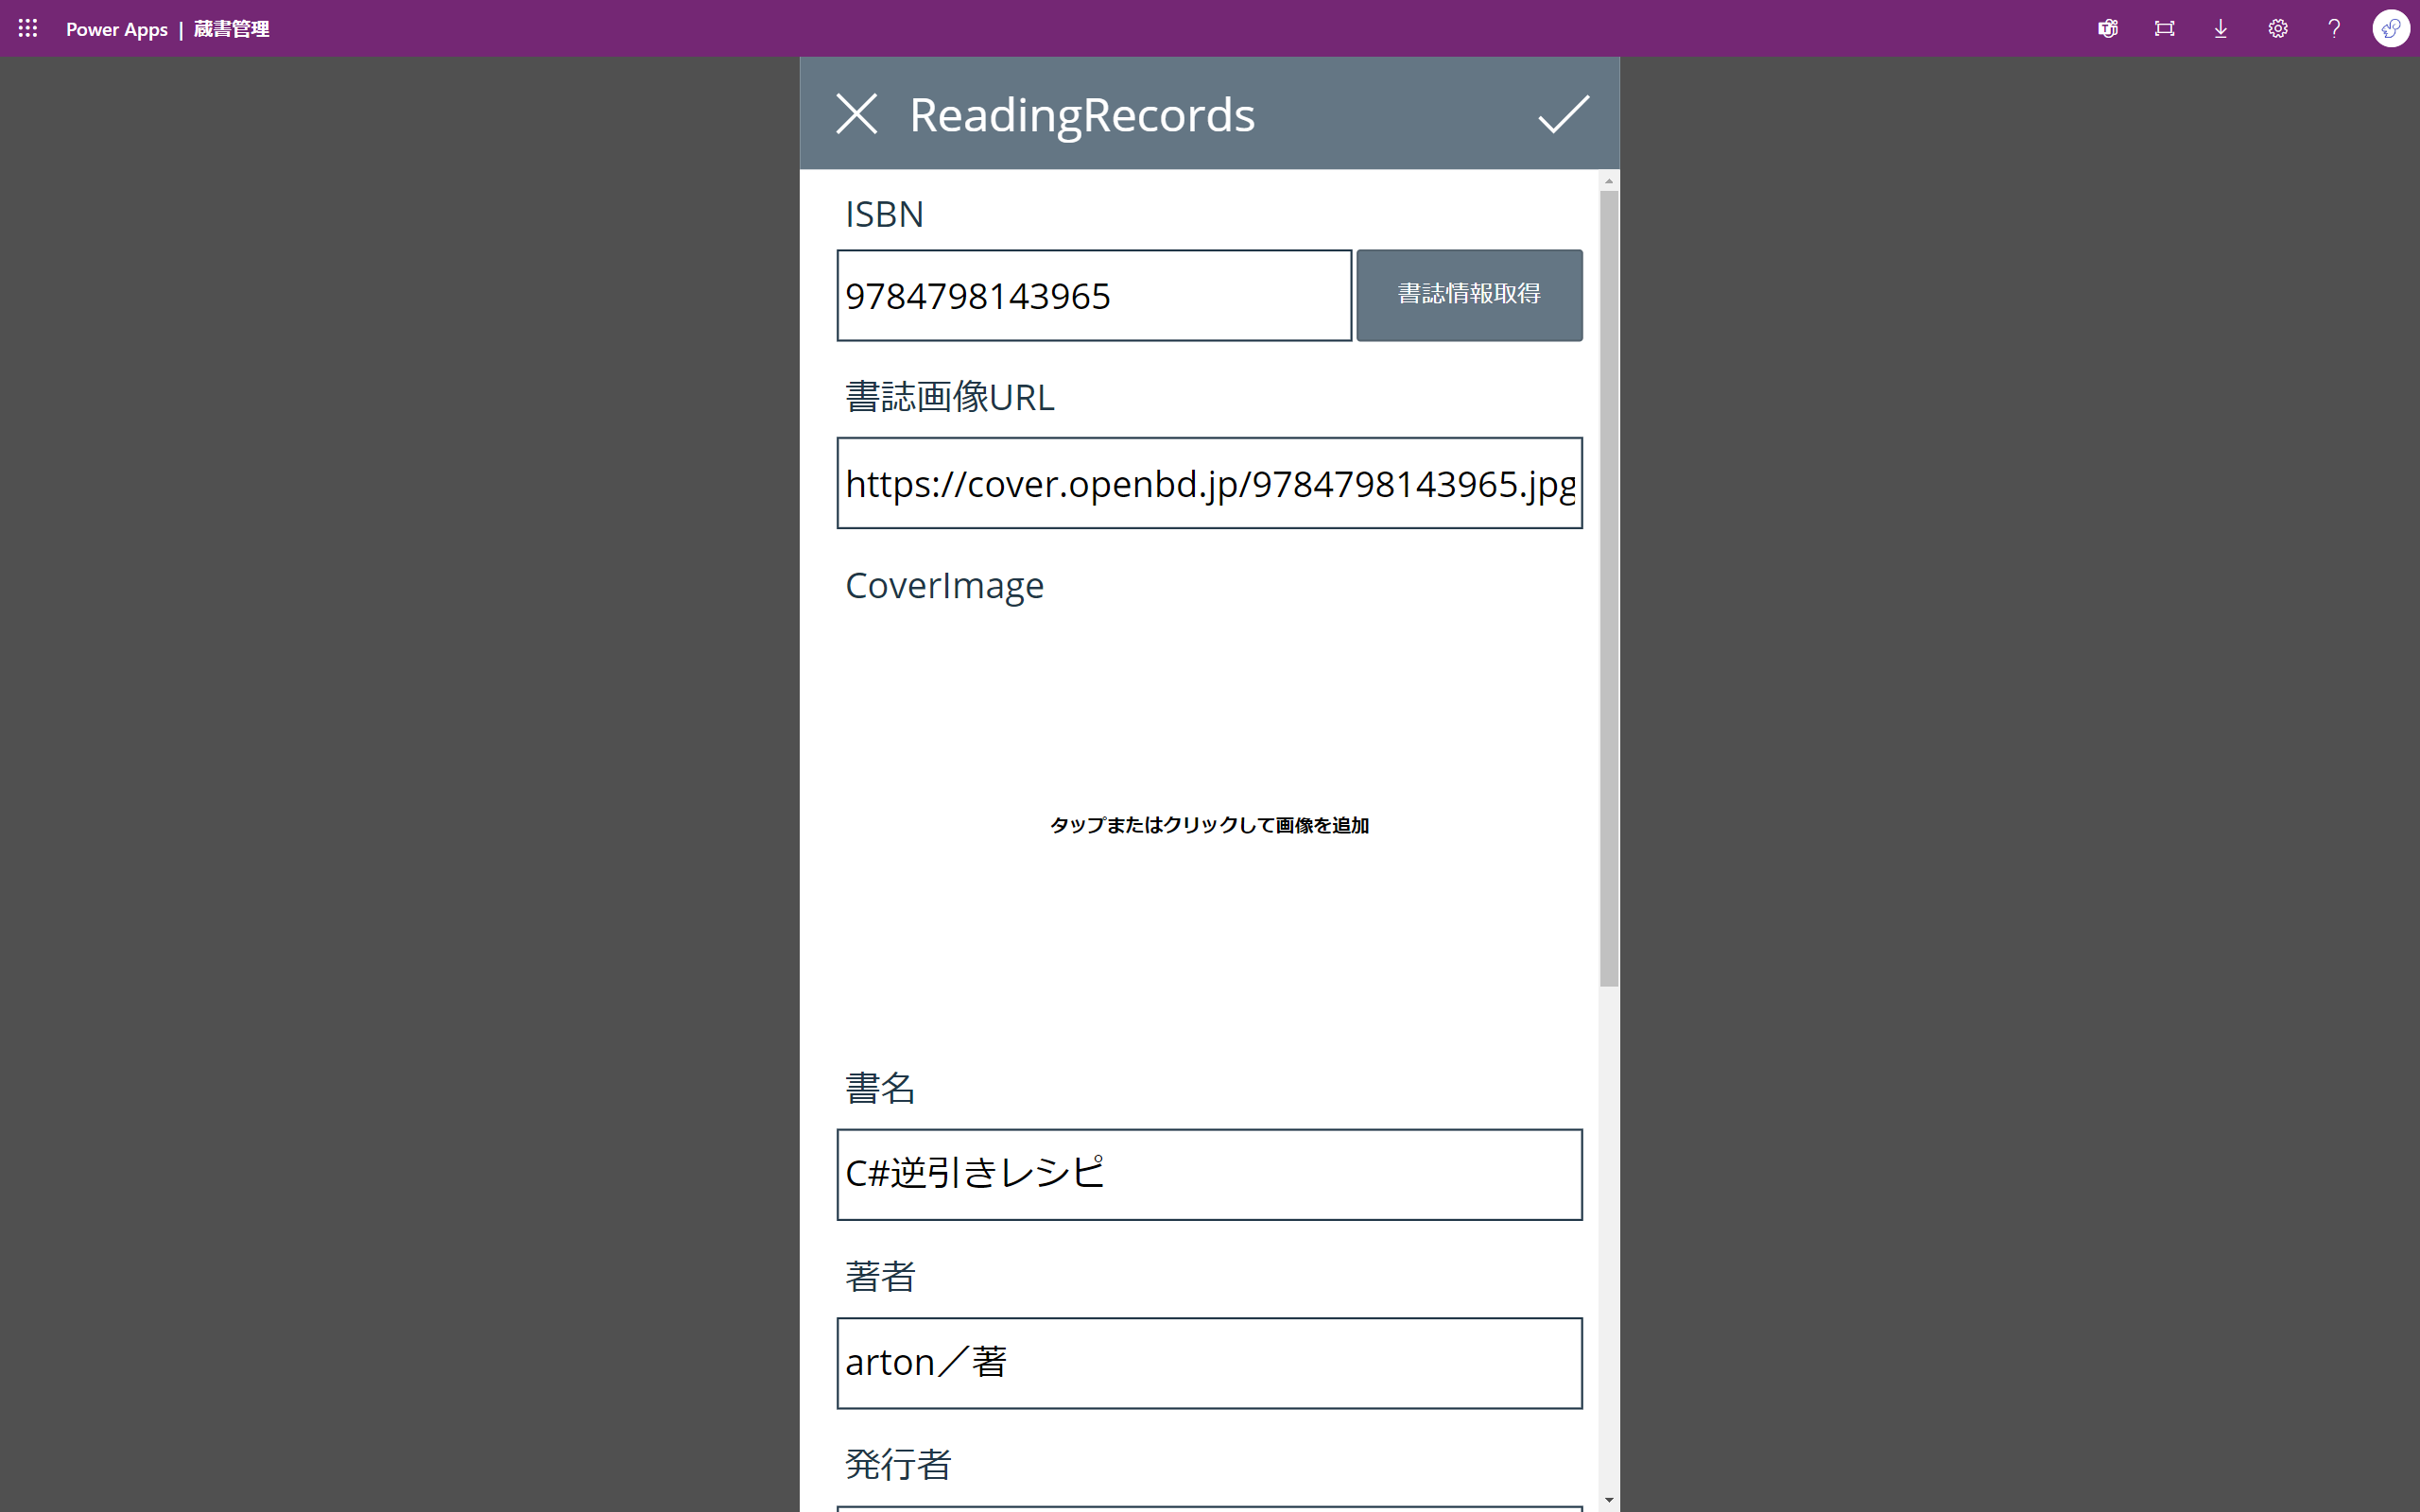 Power Apps | 蔵書管理
ReadingRecords
ISBN
9784798143965
書誌情報取得
書誌画像URL
https://cover.openbd.jp/9784798143965.jpg
CoverImage
タップまたはクリックして画像を追加
書名
C#逆引きレシピ
著者
arton／著
発行者